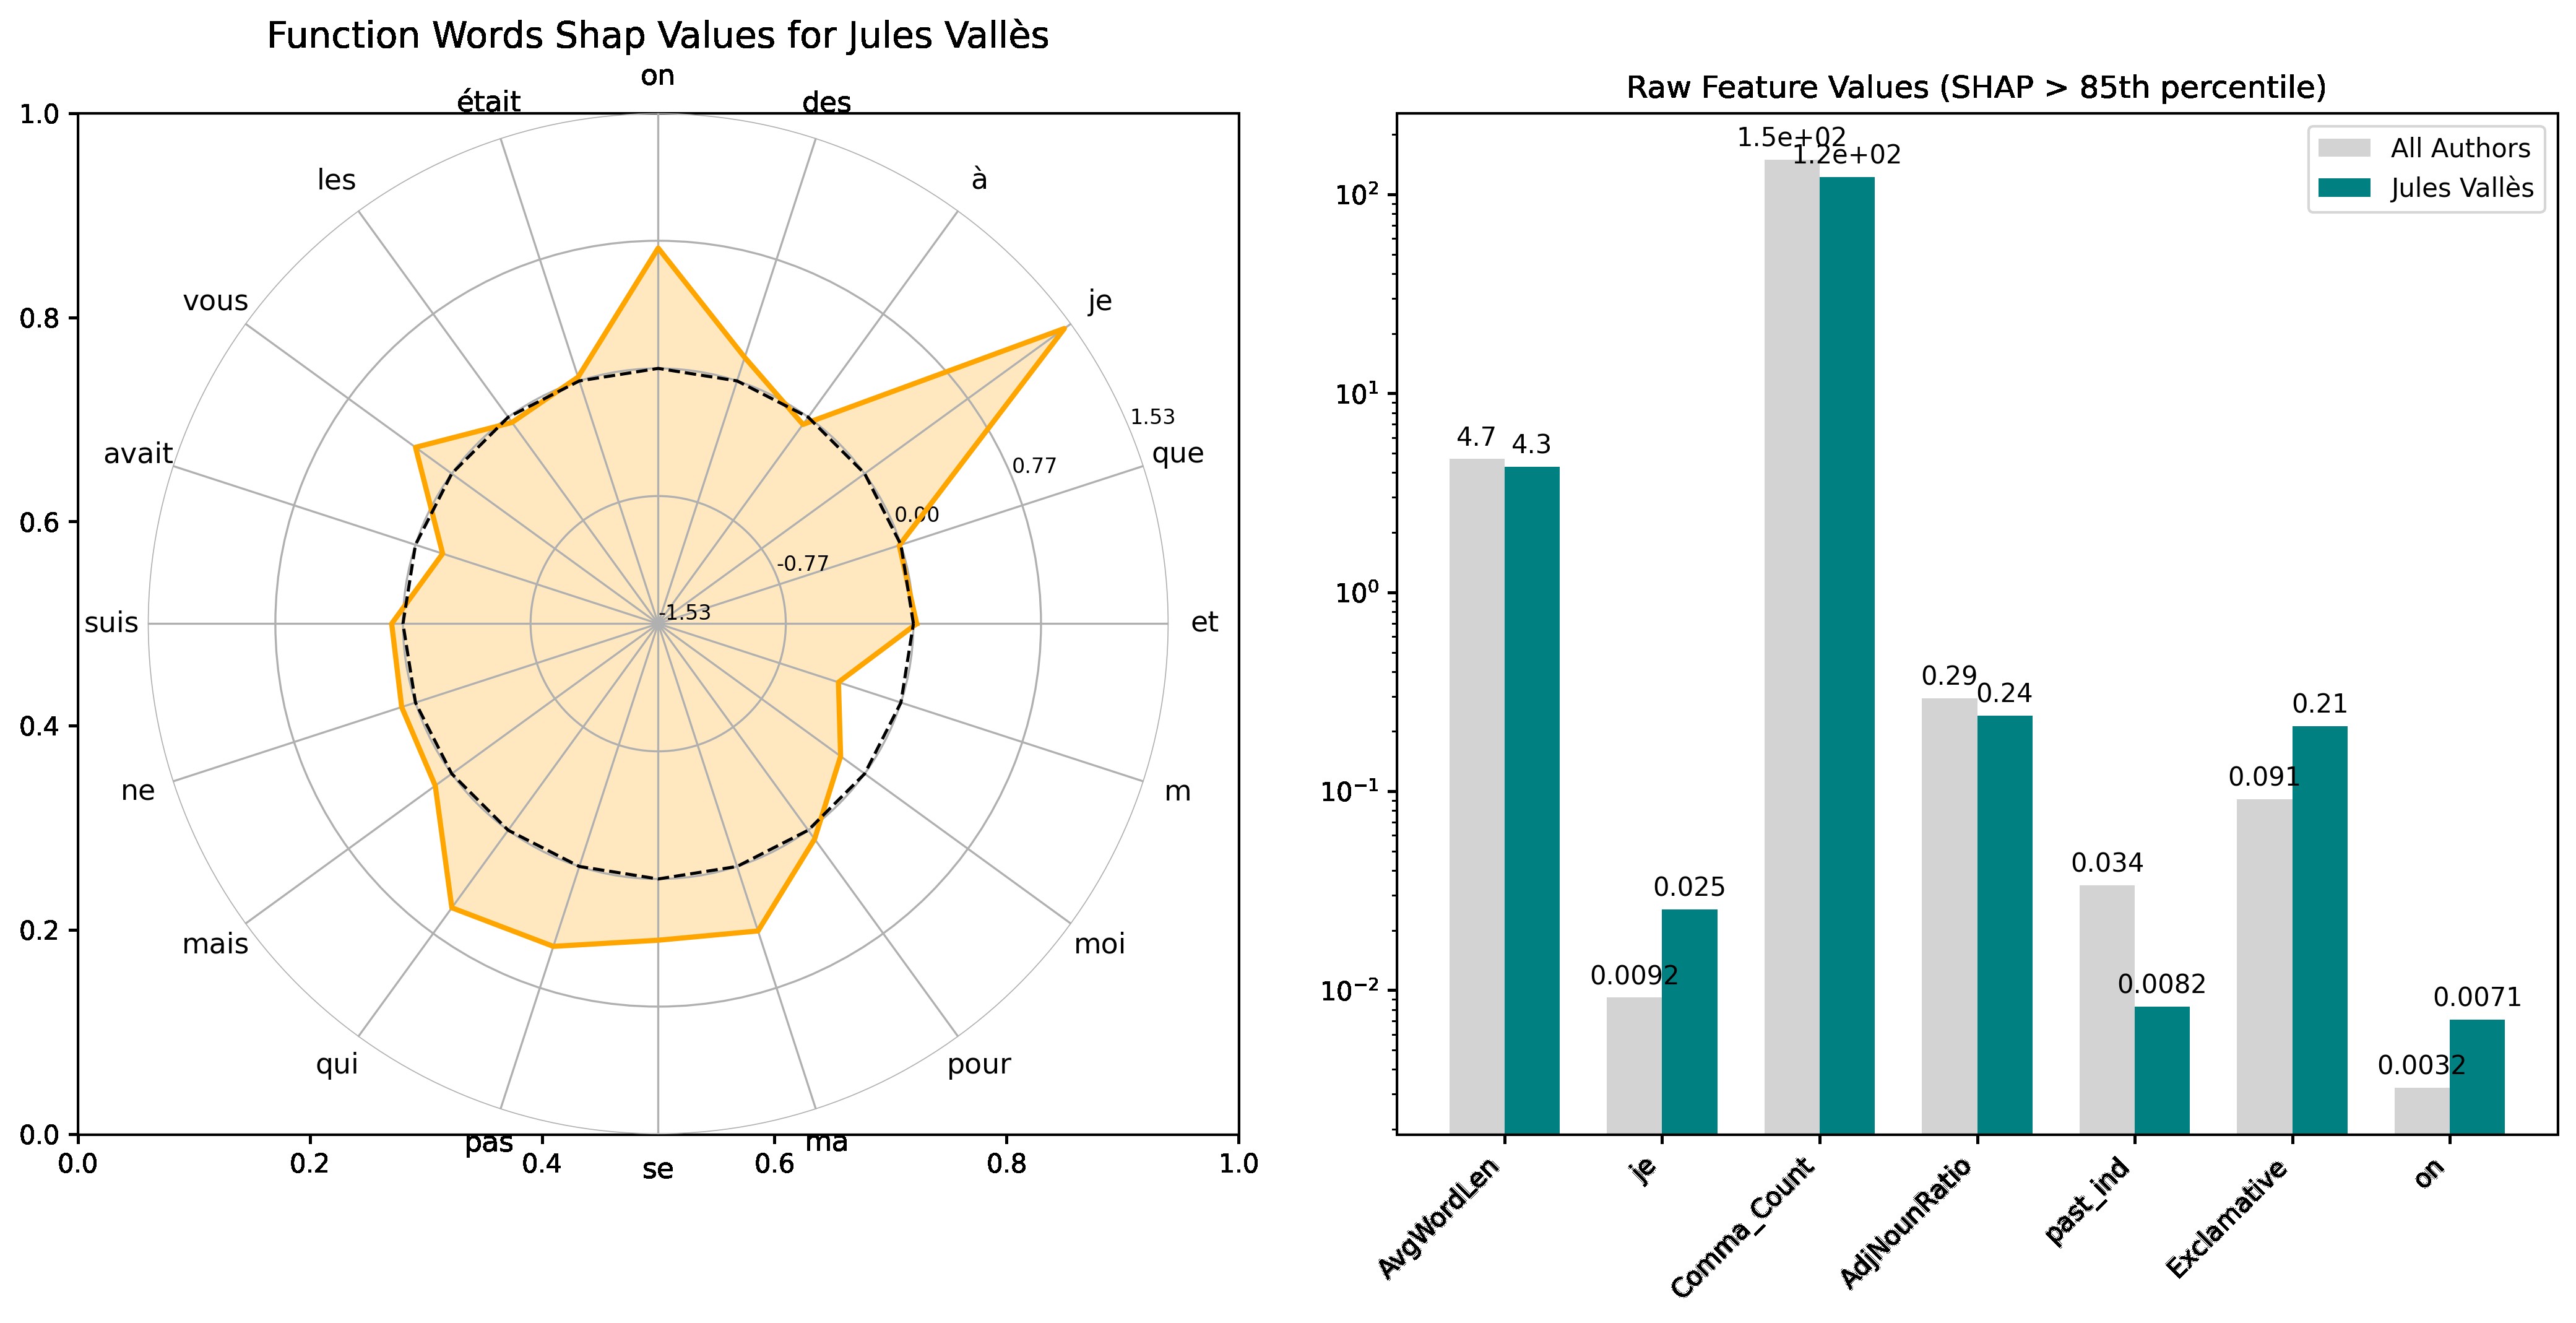 Function Words Shap Values for Jules Vallès
on
était
des
les
à
vous
je
avait
que
suis
et
ne
m
mais
moi
qui
pour
pas
ma
se
1.53
0.77
0.00
-0.77
-1.53
1.0
0.8
0.6
0.4
0.2
0.0
0.0 0.2 0.4 0.6 0.8 1.0
Raw Feature Values (SHAP > 85th percentile)
All Authors
Jules Vallès
10²
10¹
10⁰
10⁻¹
10⁻²
4.7 4.3
0.0092 0.025
1.5e+02 1.2e+02
0.29 0.24
0.034 0.0082
0.091 0.21
0.0032 0.0071
AvgWordLen
je
Comma_Count
AdjNounRatio
past_ind
Exclamative
on